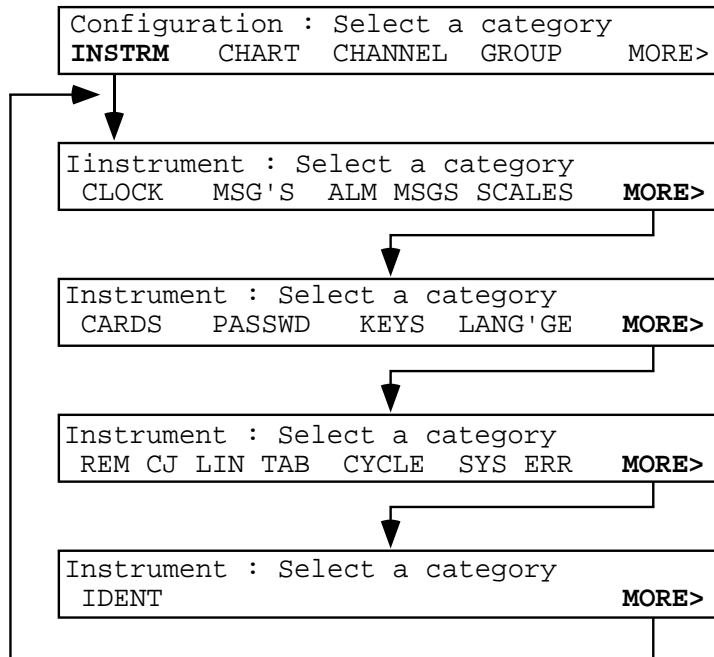 Configuration : Select a category
INSTRM CHART CHANNEL GROUP MORE>
Iinstrument : Select a category
CLOCK MSG'S ALM MSGS SCALES MORE>
Instrument : Select a category
CARDS PASSWD KEYS LANG'GE MORE>
Instrument : Select a category
REM CJ LIN TAB CYCLE SYS ERR MORE>
Instrument : Select a category
IDENT MORE>